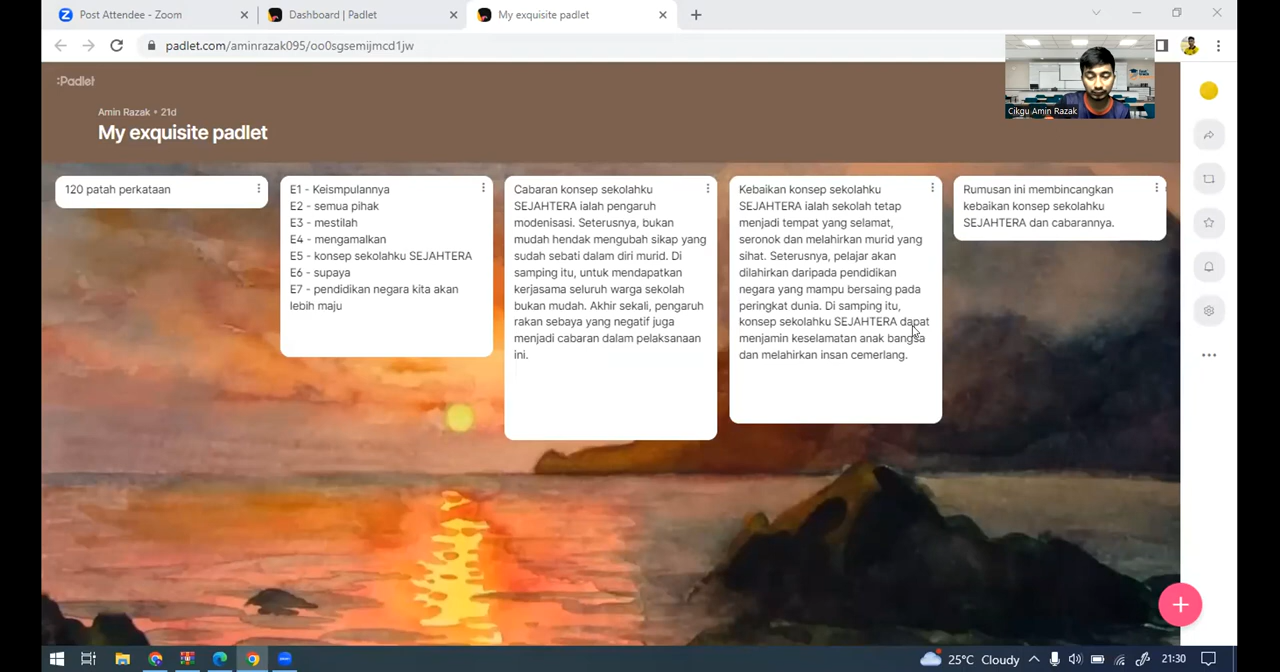 Post Attendee - Zoom
Dashboard | Padlet
My exquisite padlet
padlet.com/aminrazak095/oo0sgsemijmcd1jw
:Padlet
Amin Razak • 21d
My exquisite padlet
Cikgu Amin Razak
120 patah perkataan
E1 - Keismpulannya
E2 - semua pihak
E3 - mestilah
E4 - mengamalkan
E5 - konsep sekolahku SEJAHTERA
E6 - supaya
E7 - pendidikan negara kita akan
lebih maju
Cabaran konsep sekolahku
SEJAHTERA ialah pengaruh
modenisasi. Seterusnya, bukan
mudah hendak mengubah sikap yang
sudah sebati dalam diri murid. Di
samping itu, untuk mendapatkan
kerjasama seluruh warga sekolah
bukan mudah. Akhir sekali, pengaruh
rakan sebaya yang negatif juga
menjadi cabaran dalam pelaksanaan
ini.
Kebaikan konsep sekolahku
SEJAHTERA ialah sekolah tetap
menjadi tempat yang selamat,
seronok dan melahirkan murid yang
sihat. Seterusnya, pelajar akan
dilahirkan daripada pendidikan
negara yang mampu bersaing pada
peringkat dunia. Di samping itu,
konsep sekolahku SEJAHTERA dapat
menjamin keselamatan anak bangsa
dan melahirkan insan cemerlang.
Rumusan ini membincangkan
kebaikan konsep sekolahku
SEJAHTERA dan cabarannya.
25°C Cloudy
21:30